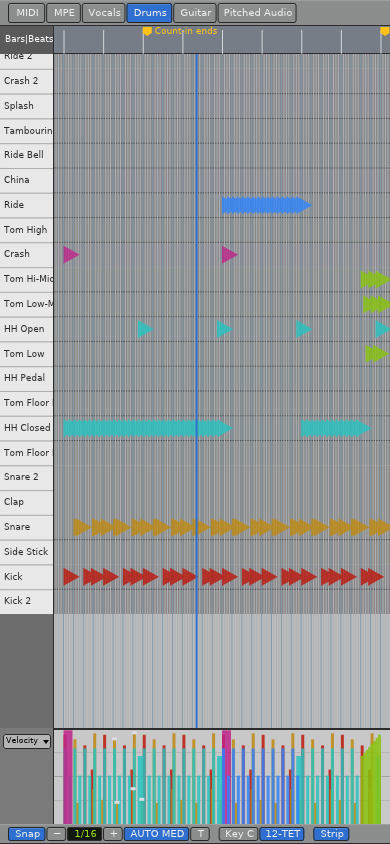 MIDI MPE Vocals Drums Guitar Pitched Audio
Bars|Beats
Count-in ends
Ride 2
Crash 2
Splash
Tambourin
Ride Bell
China
Ride
Tom High
Crash
Tom Hi-Mid
Tom Low-M
HH Open
Tom Low
HH Pedal
Tom Floor
HH Closed
Tom Floor
Snare 2
Clap
Snare
Side Stick
Kick
Kick 2
Velocity
Snap − 1/16 + AUTO MED T Key C 12-TET Strip